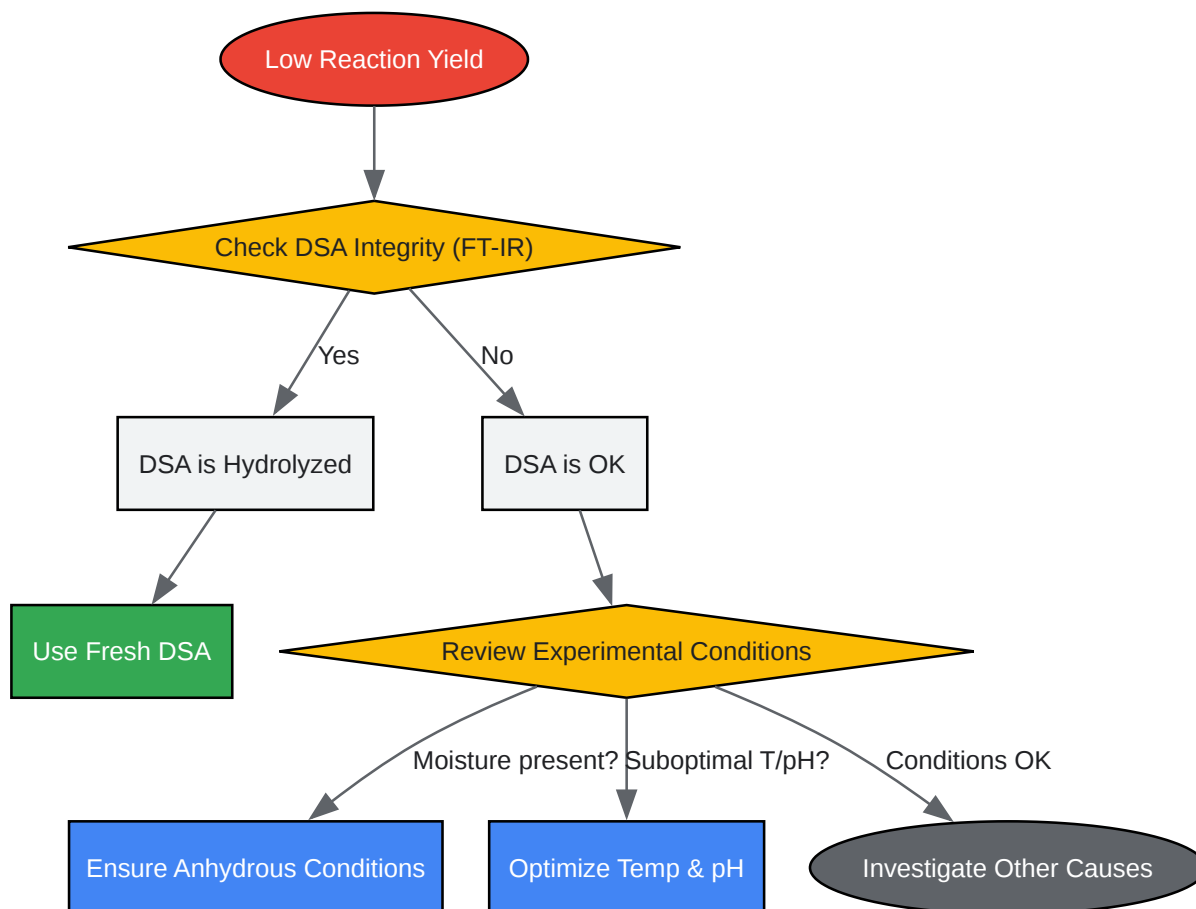 Low Reaction Yield
Check DSA Integrity (FT-IR)
Yes
No
DSA is Hydrolyzed
DSA is OK
Use Fresh DSA
Review Experimental Conditions
Moisture present?
Suboptimal T/pH?
Conditions OK
Ensure Anhydrous Conditions
Optimize Temp & pH
Investigate Other Causes